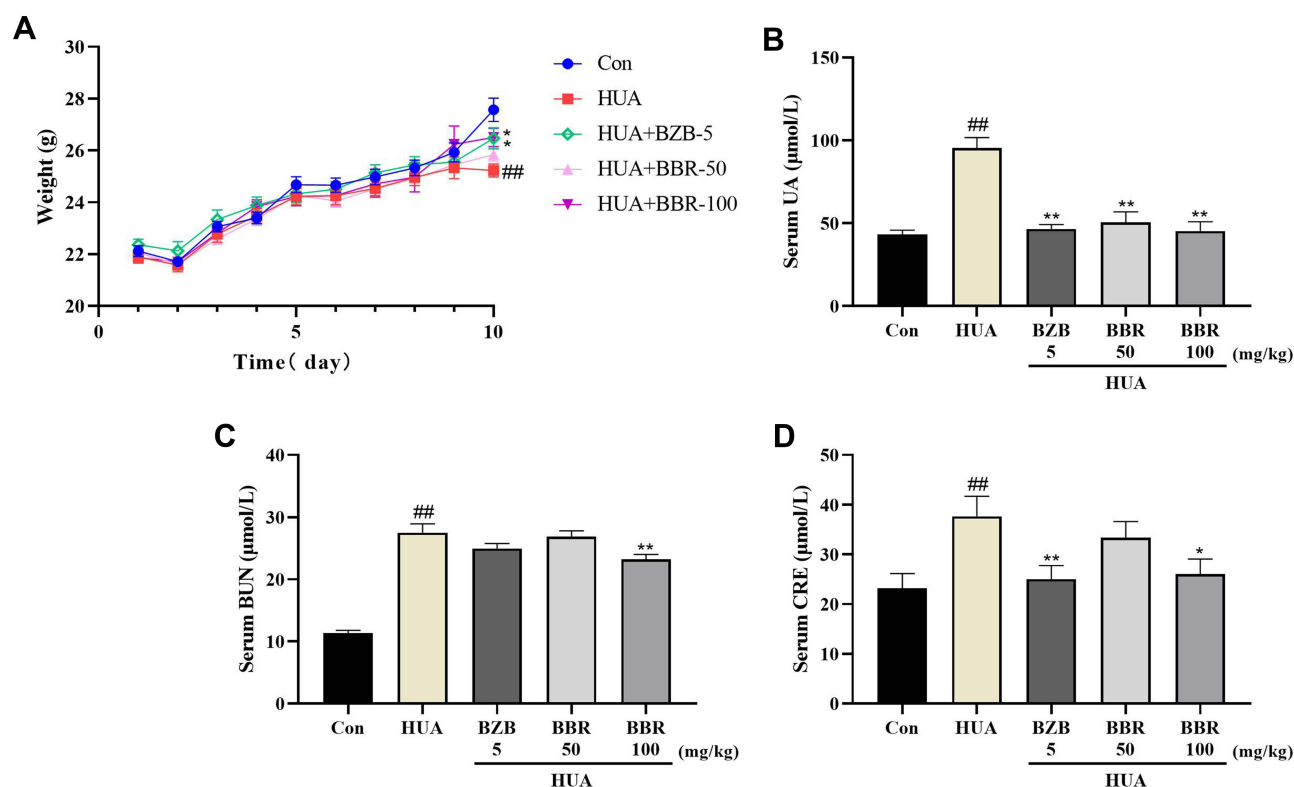 A
Weight (g)
30
28
26
24
22
20
0
5
10
Time( day)
*
*
##
Con
HUA
HUA+BZB-5
HUA+BBR-50
HUA+BBR-100
B
Serum UA (μmol/L)
150
100
50
0
##
**
**
**
Con HUA BZB BBR BBR
5 50 100 (mg/kg)
HUA
C
Serum BUN (μmol/L)
40
30
20
10
0
##
**
Con HUA BZB BBR BBR
5 50 100 (mg/kg)
HUA
D
Serum CRE (μmol/L)
50
40
30
20
10
0
##
**
*
Con HUA BZB BBR BBR
5 50 100 (mg/kg)
HUA